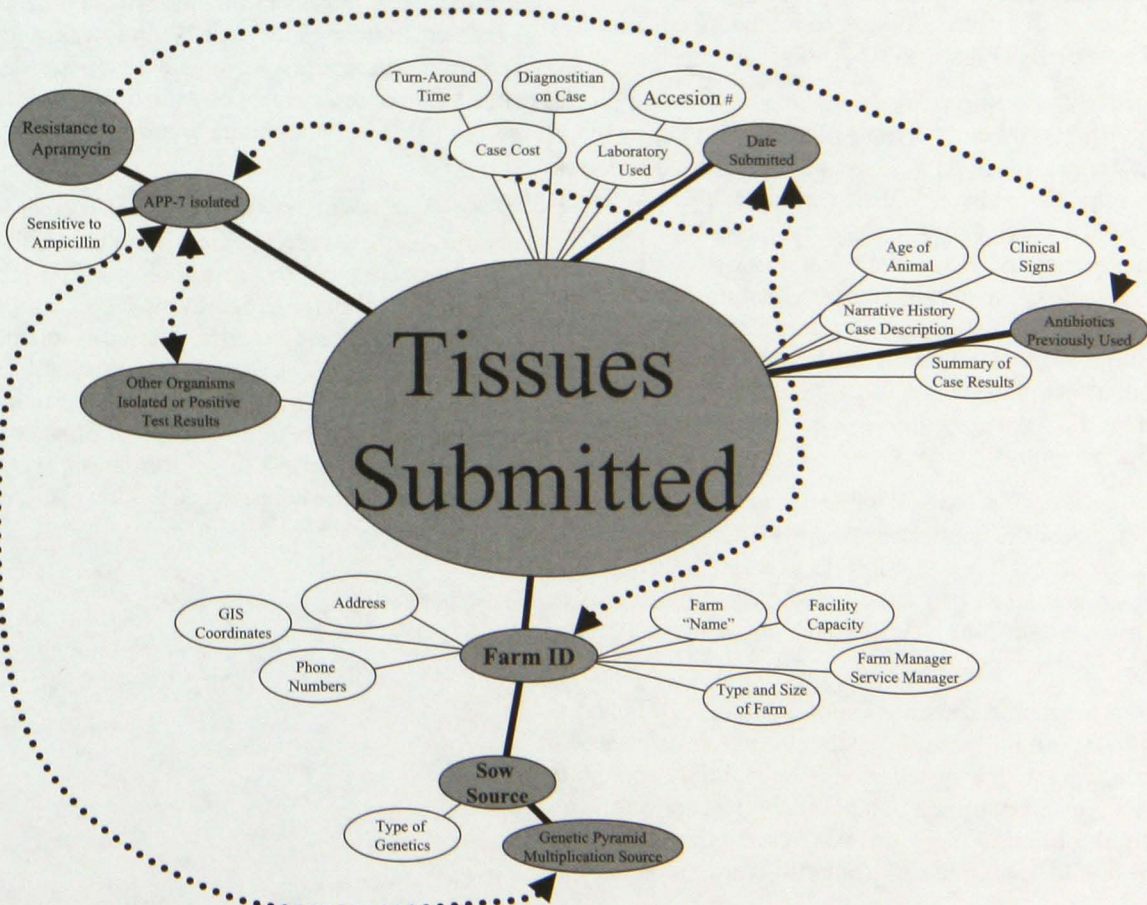 Turn-Around
Time
Diagnostitian
on Case
Accesion #
Case Cost
Laboratory
Used
Date
Submitted
Resistance to
Apramycin
APP-7 isolated
Sensitive to
Ampicillin
Age of
Animal
Clinical
Signs
Narrative History
Case Description
Antibiotics
Previously Used
Summary of
Case Results
Other Organisms
Isolated or Positive
Test Results
Tissues
Submitted
GIS
Coordinates
Address
Phone
Numbers
Farm ID
Farm
“Name”
Facility
Capacity
Farm Manager
Service Manager
Type and Size
of Farm
Sow
Source
Type of
Genetics
Genetic Pyramid
Multiplication Source